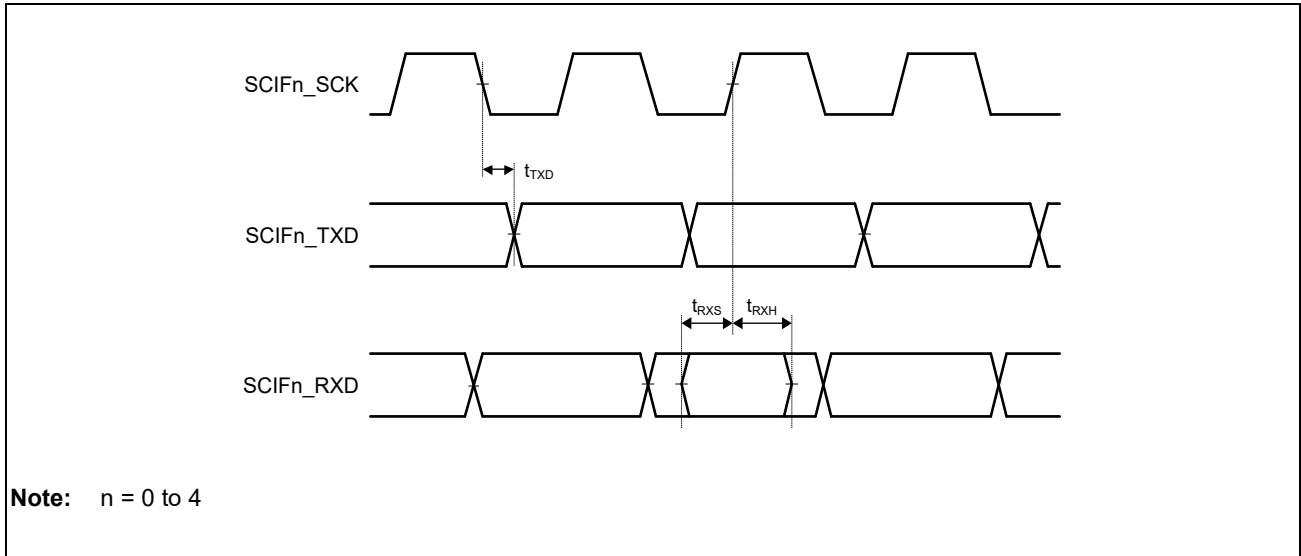 SCIFn_SCK
tTXD
SCIFn_TXD
tRXS tRXH
SCIFn_RXD
Note: n = 0 to 4